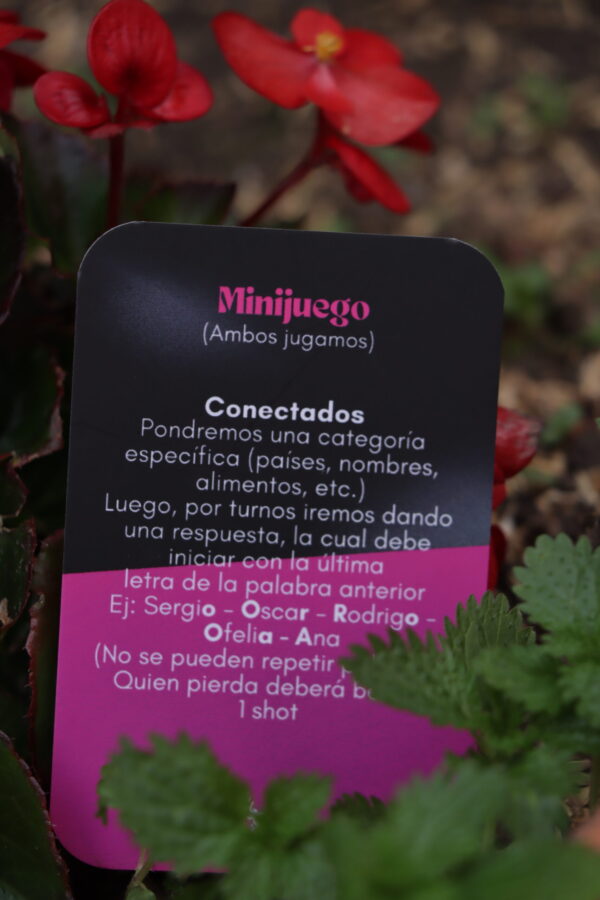 Minijuego
(Ambos jugamos)
Conectados
Pondremos una categoría
específica (países, nombres,
alimentos, etc.)
Luego, por turnos iremos dando
una respuesta, la cual debe
iniciar con la última
letra de la palabra anterior
Ej: Sergio - Oscar - Rodrigo -
Ofelia - Ana
(No se pueden repetir
Quien pierda deberá
1 shot